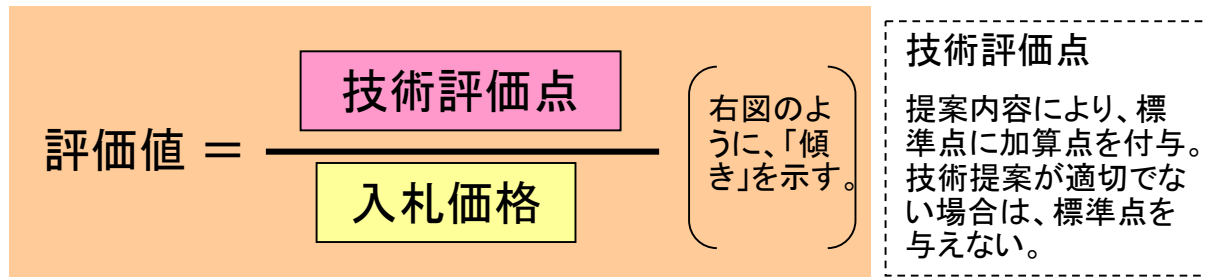 評価値 ＝
技術評価点
入札価格
右図のよ
うに、「傾
き」を示す。
技術評価点
提案内容により、標
準点に加算点を付与。
技術提案が適切でな
い場合は、標準点を
与えない。